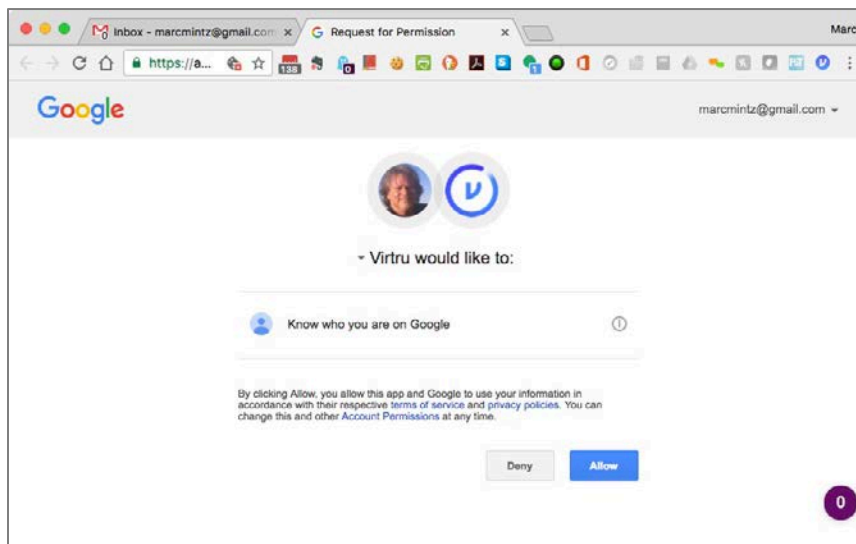 Inbox - marcmintz@gmail.com
Request for Permission
Marc
https://a...
138
0
1
Google
marcmintz@gmail.com
Virtru would like to:
Know who you are on Google
By clicking Allow, you allow this app and Google to use your information in
accordance with their respective terms of service and privacy policies. You can
change this and other Account Permissions at any time.
Deny
Allow
0